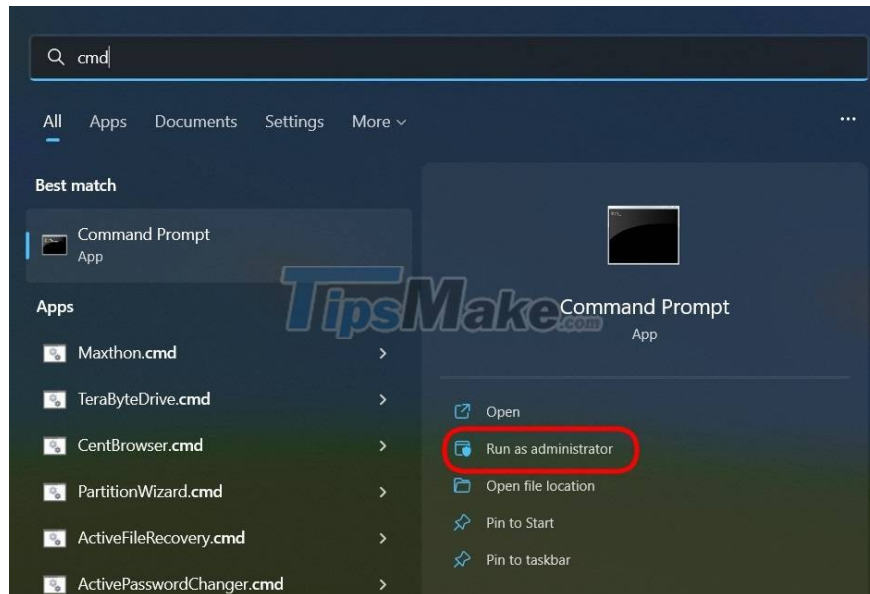 cmd
All Apps Documents Settings More
Best match
Command Prompt
App
Apps
Maxthon.cmd
TeraByteDrive.cmd
CentBrowser.cmd
PartitionWizard.cmd
ActiveFileRecovery.cmd
ActivePasswordChanger.cmd
TipsMake.com
Command Prompt
App
Open
Run as administrator
Open file location
Pin to Start
Pin to taskbar